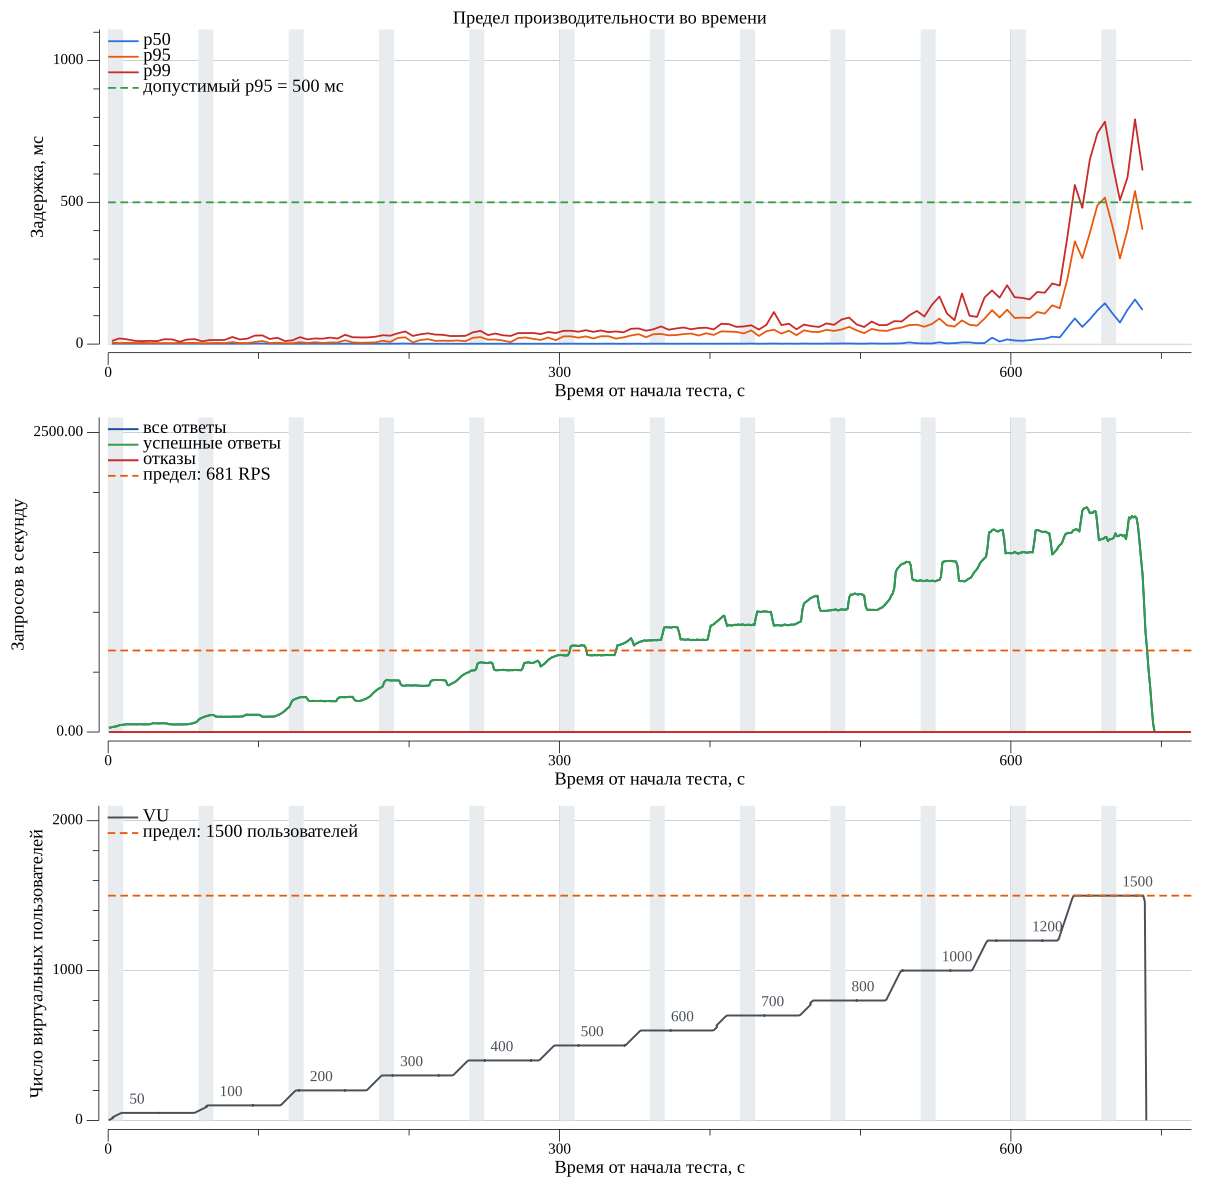 Предел производительности во времени
p50
p95
p99
допустимый p95 = 500 мс
1000
500
0
Задержка, мс
0
300
600
Время от начала теста, с
все ответы
успешные ответы
отказы
предел: 681 RPS
2500.00
0.00
Запросов в секунду
0
300
600
Время от начала теста, с
VU
предел: 1500 пользователей
2000
1000
0
Число виртуальных пользователей
50
100
200
300
400
500
600
700
800
1000
1200
1500
0
300
600
Время от начала теста, с